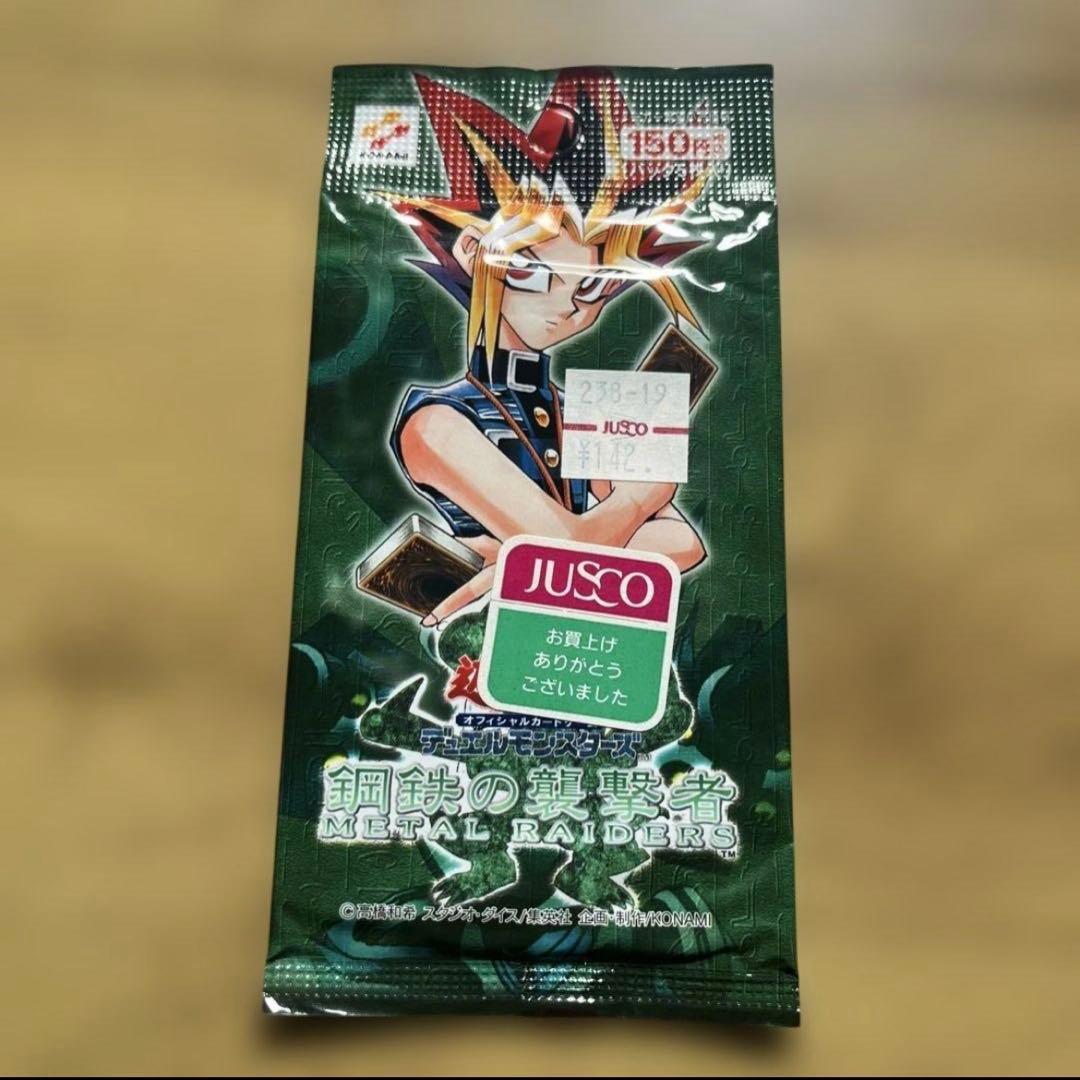 KONAMI
150円
238-19
JUSCO
¥142.
JUSCO
お買上げ
ありがとう
ございました
オフィシャルカード
デュエルモンスターズ
鋼鉄の襲撃者
METAL RAIDERS™
©高橋和希 スタジオ・ダイス/集英社 企画・制作/KONAMI